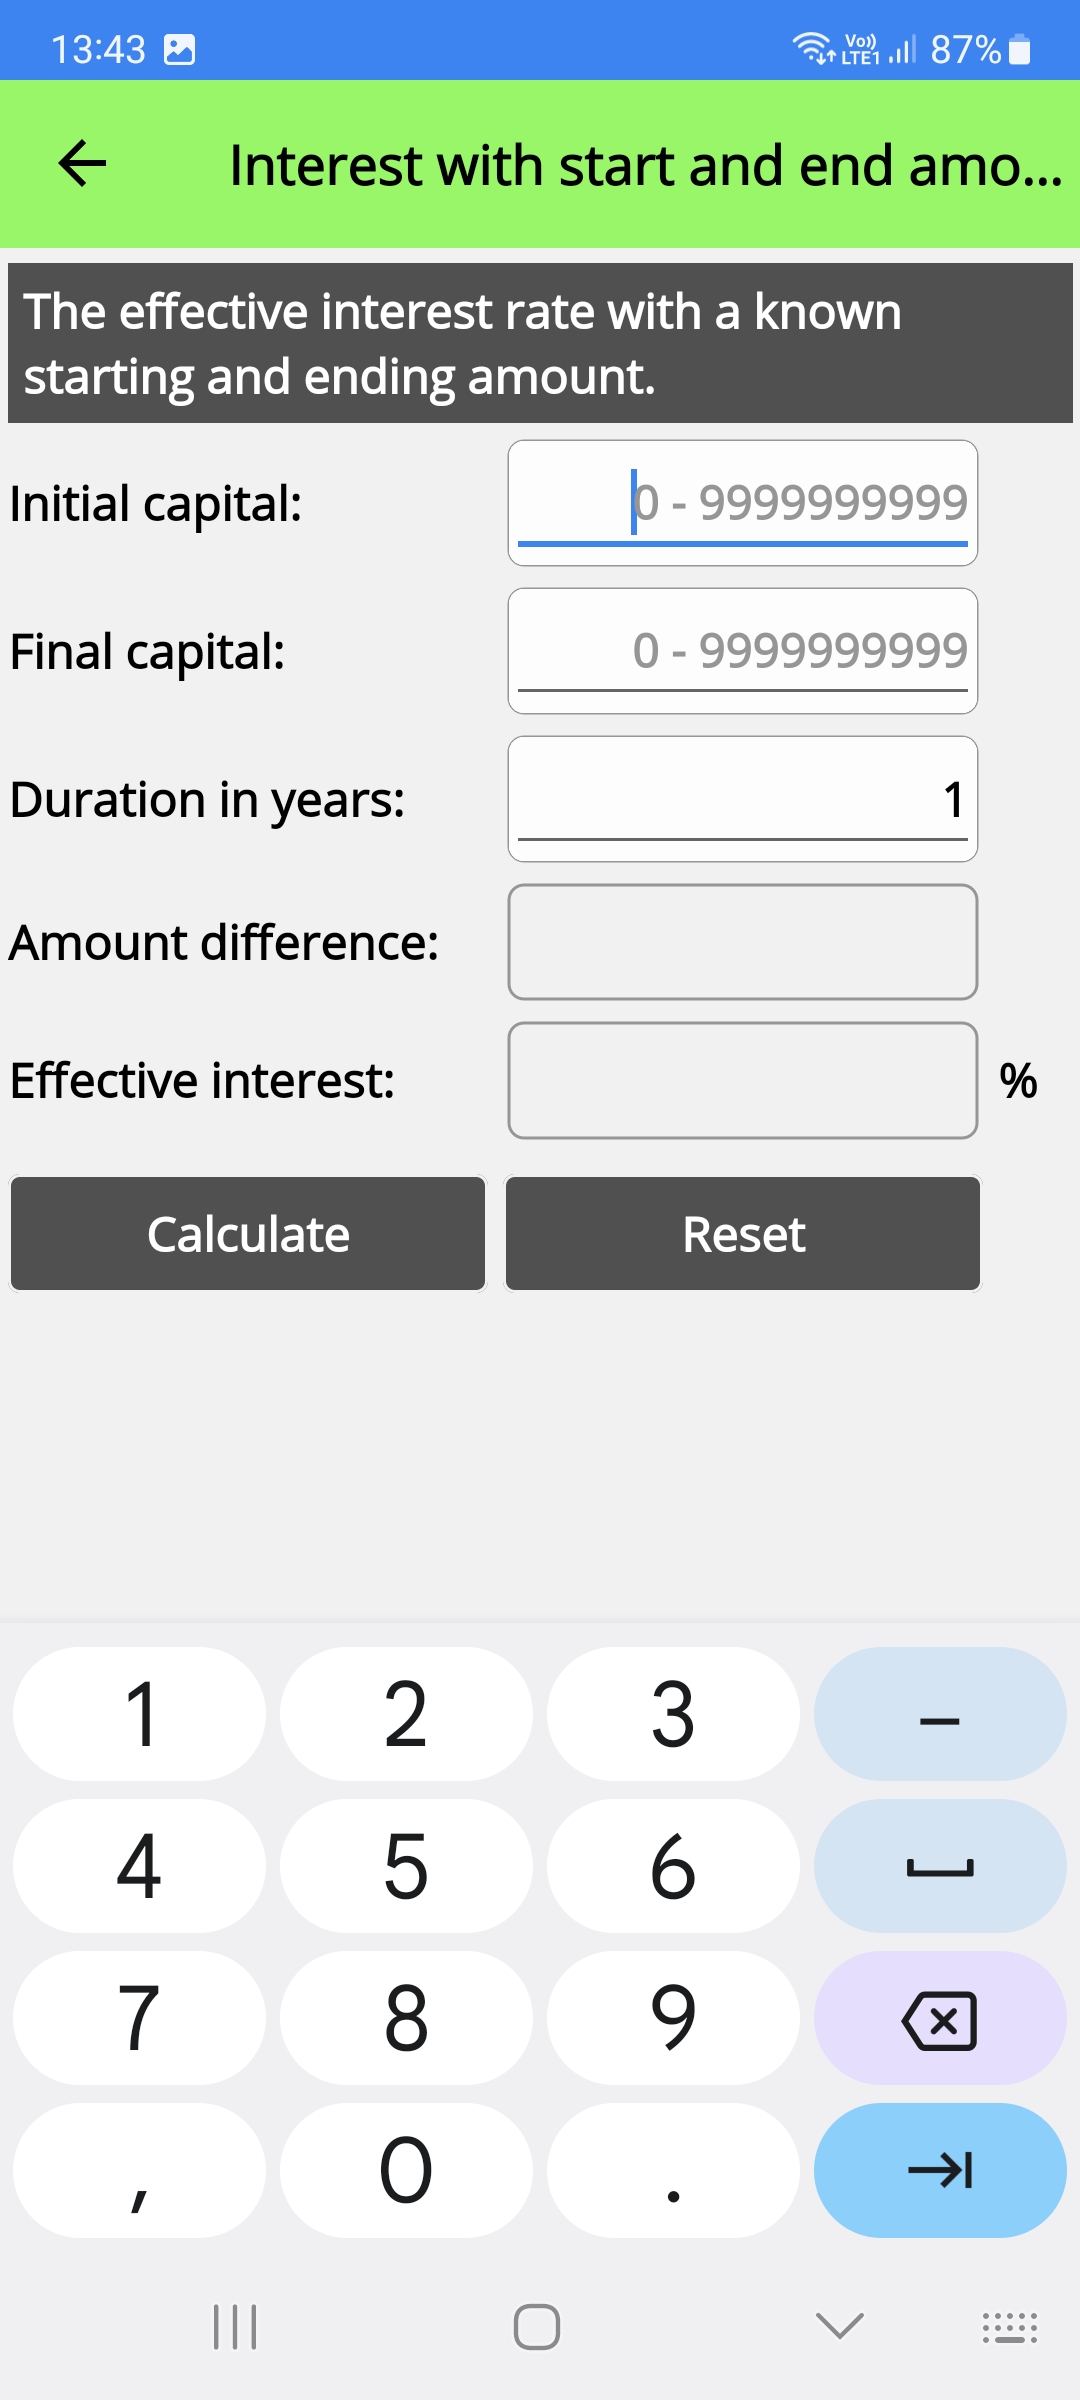 13:43
Vo)) LTE1 87%
Interest with start and end amo...
The effective interest rate with a known
starting and ending amount.
Initial capital: 0 - 9999999999
Final capital: 0 - 9999999999
Duration in years: 1
Amount difference:
Effective interest: %
Calculate Reset
1 2 3 –
4 5 6
7 8 9
, 0 .